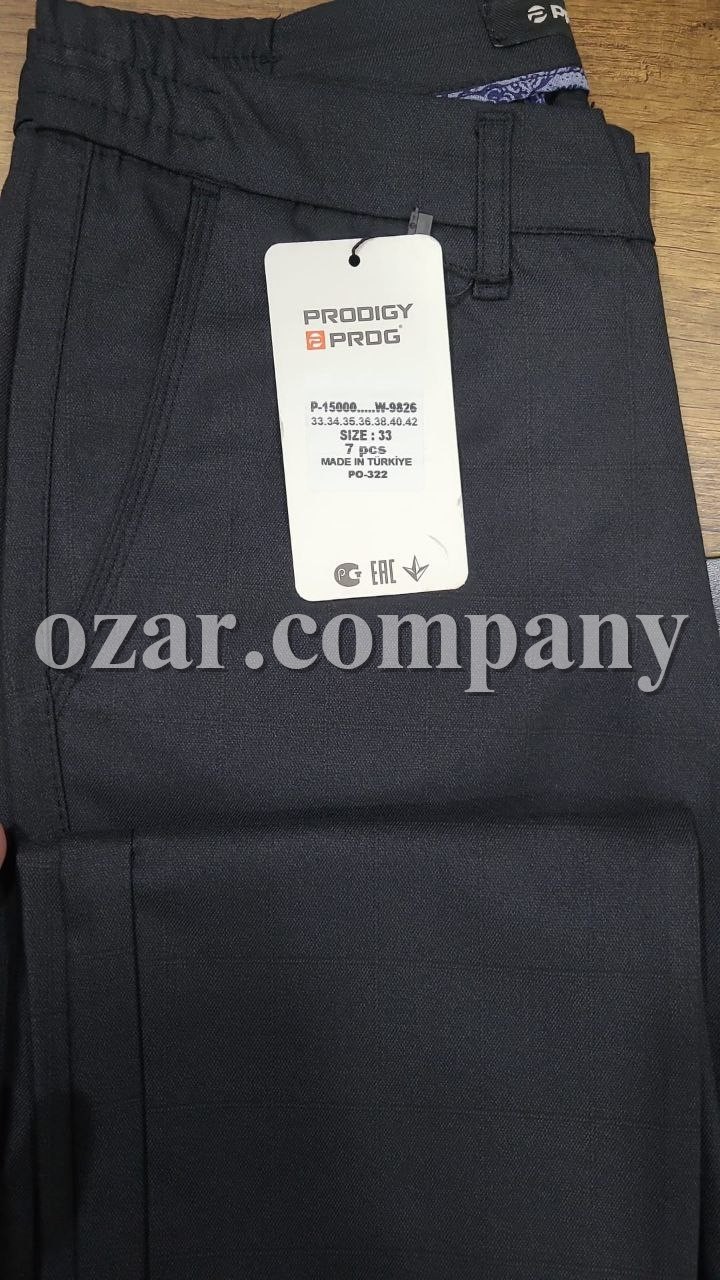 PRODIGY
PRDG
P-15000.....W-9826
33.34.35.36.38.40.42
SIZE : 33
7 pcs
MADE IN TÜRKİYE
PO-322
EAC
ozar.company